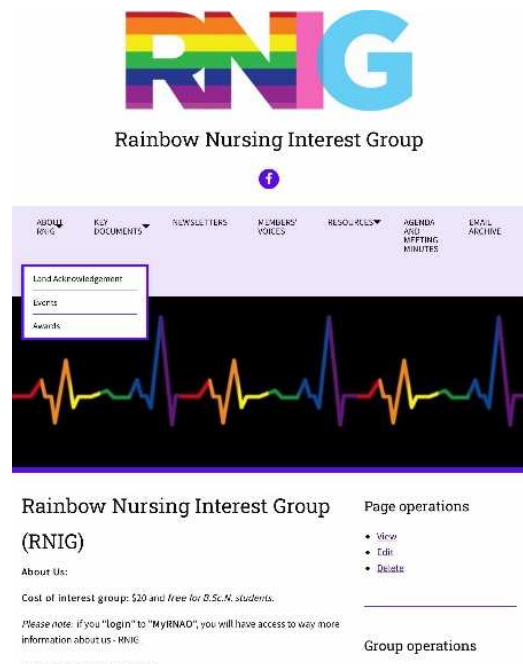 RNIG
Rainbow Nursing Interest Group
f
ABOUT RNIG
KEY DOCUMENTS
NEWSLETTERS
MEMBERS' VOICES
RESOURCES
AGENDA AND MEETING MINUTES
EMAIL ARCHIVE
Land Acknowledgement
Events
Awards
Rainbow Nursing Interest Group
(RNIG)
About Us:
Cost of interest group: $20 and free for B.Sc.N. students.
Please note: if you "login" to "MyRNAO", you will have access to way more
information about us - RNIG
Page operations
View
Edit
Delete
Group operations